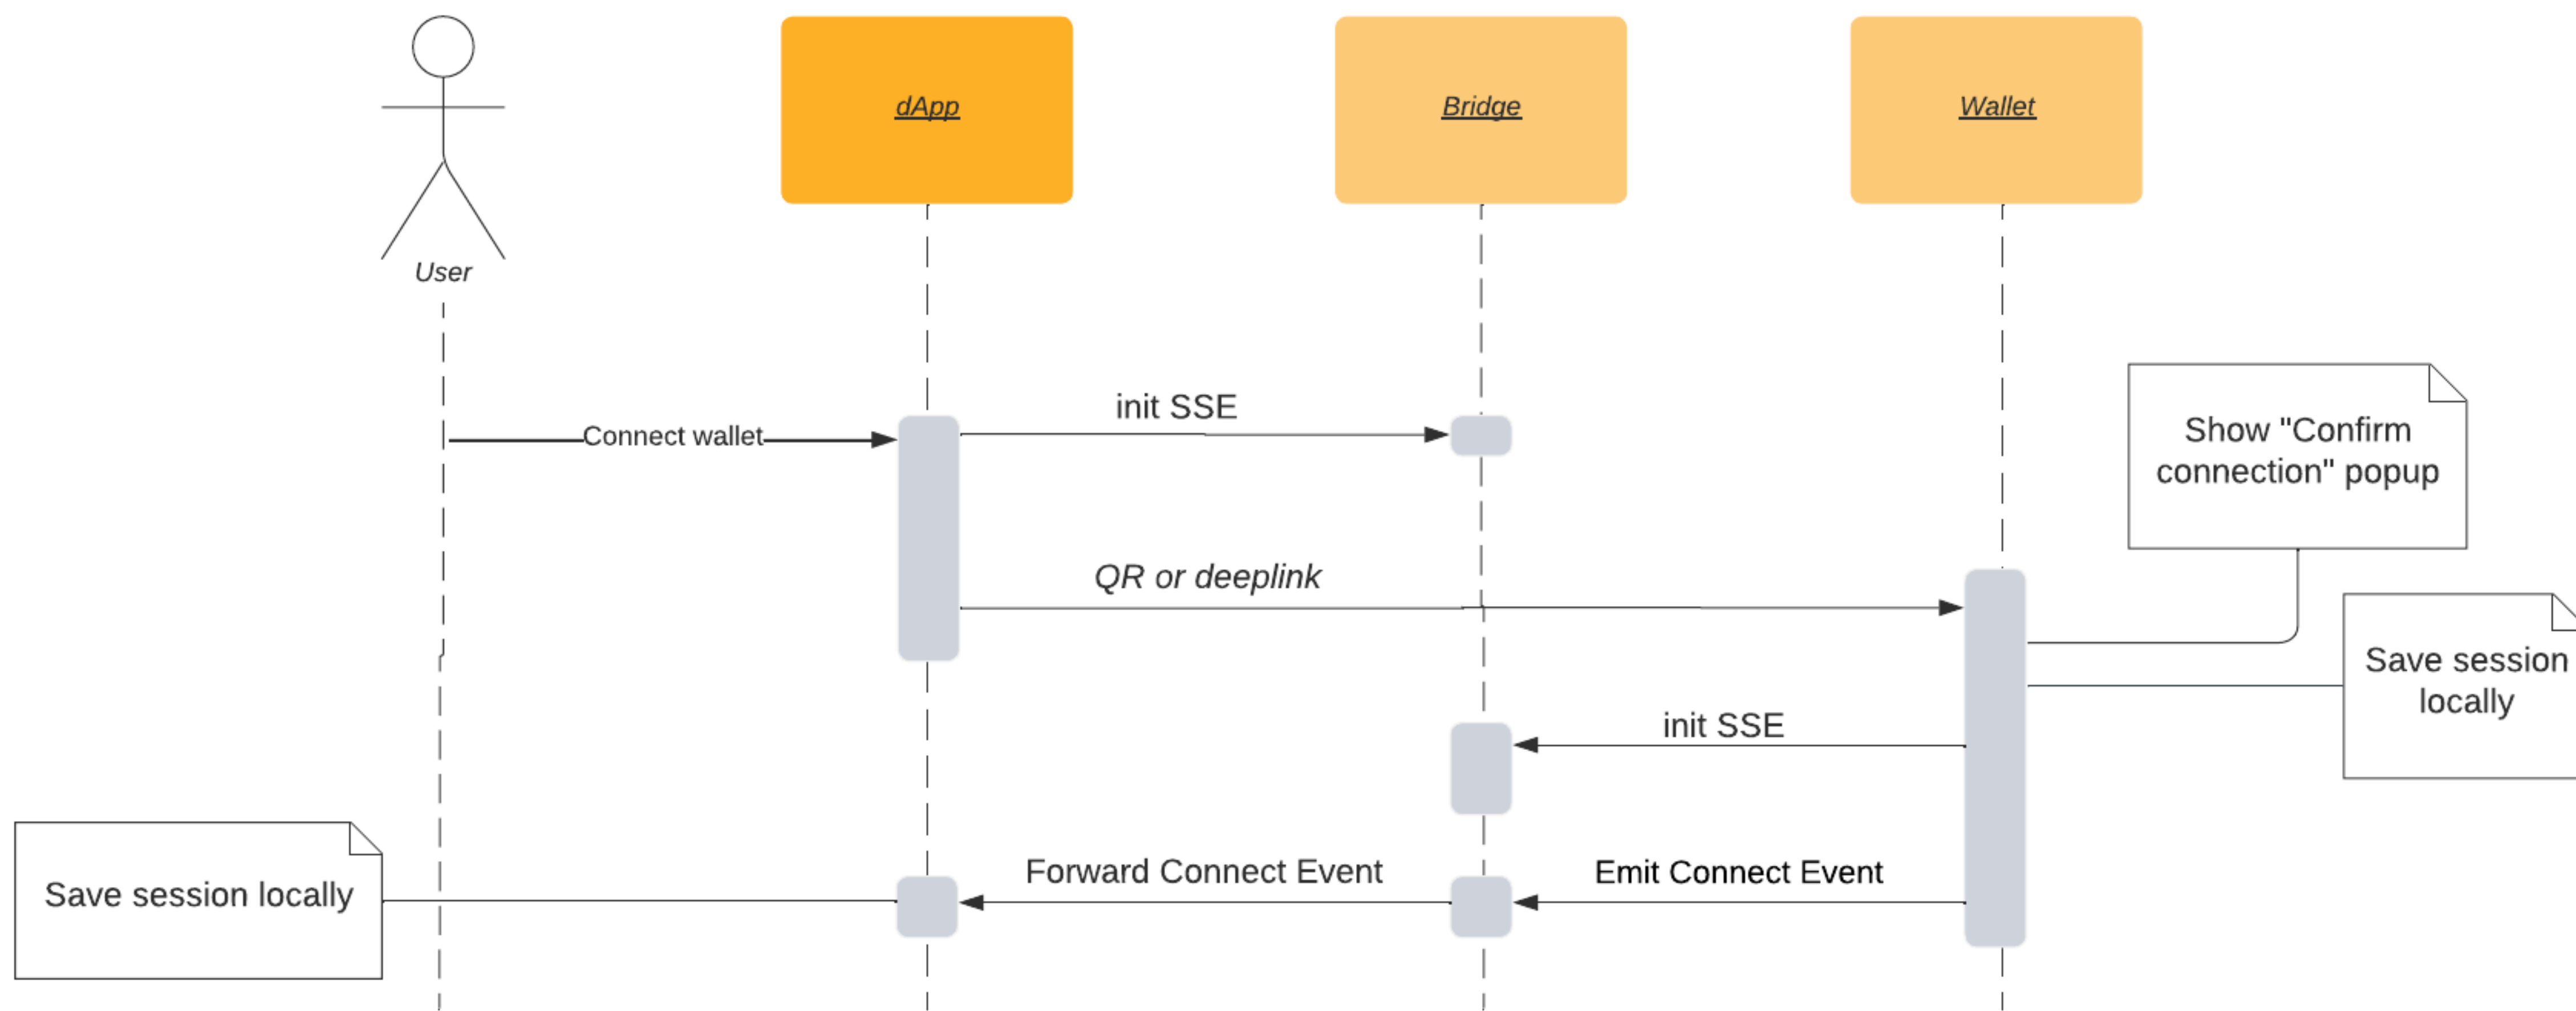 dApp
Bridge
Wallet
User
init SSE
Connect wallet
Show "Confirm
connection" popup
QR or deeplink
Save session
locally
init SSE
Forward Connect Event
Emit Connect Event
Save session locally